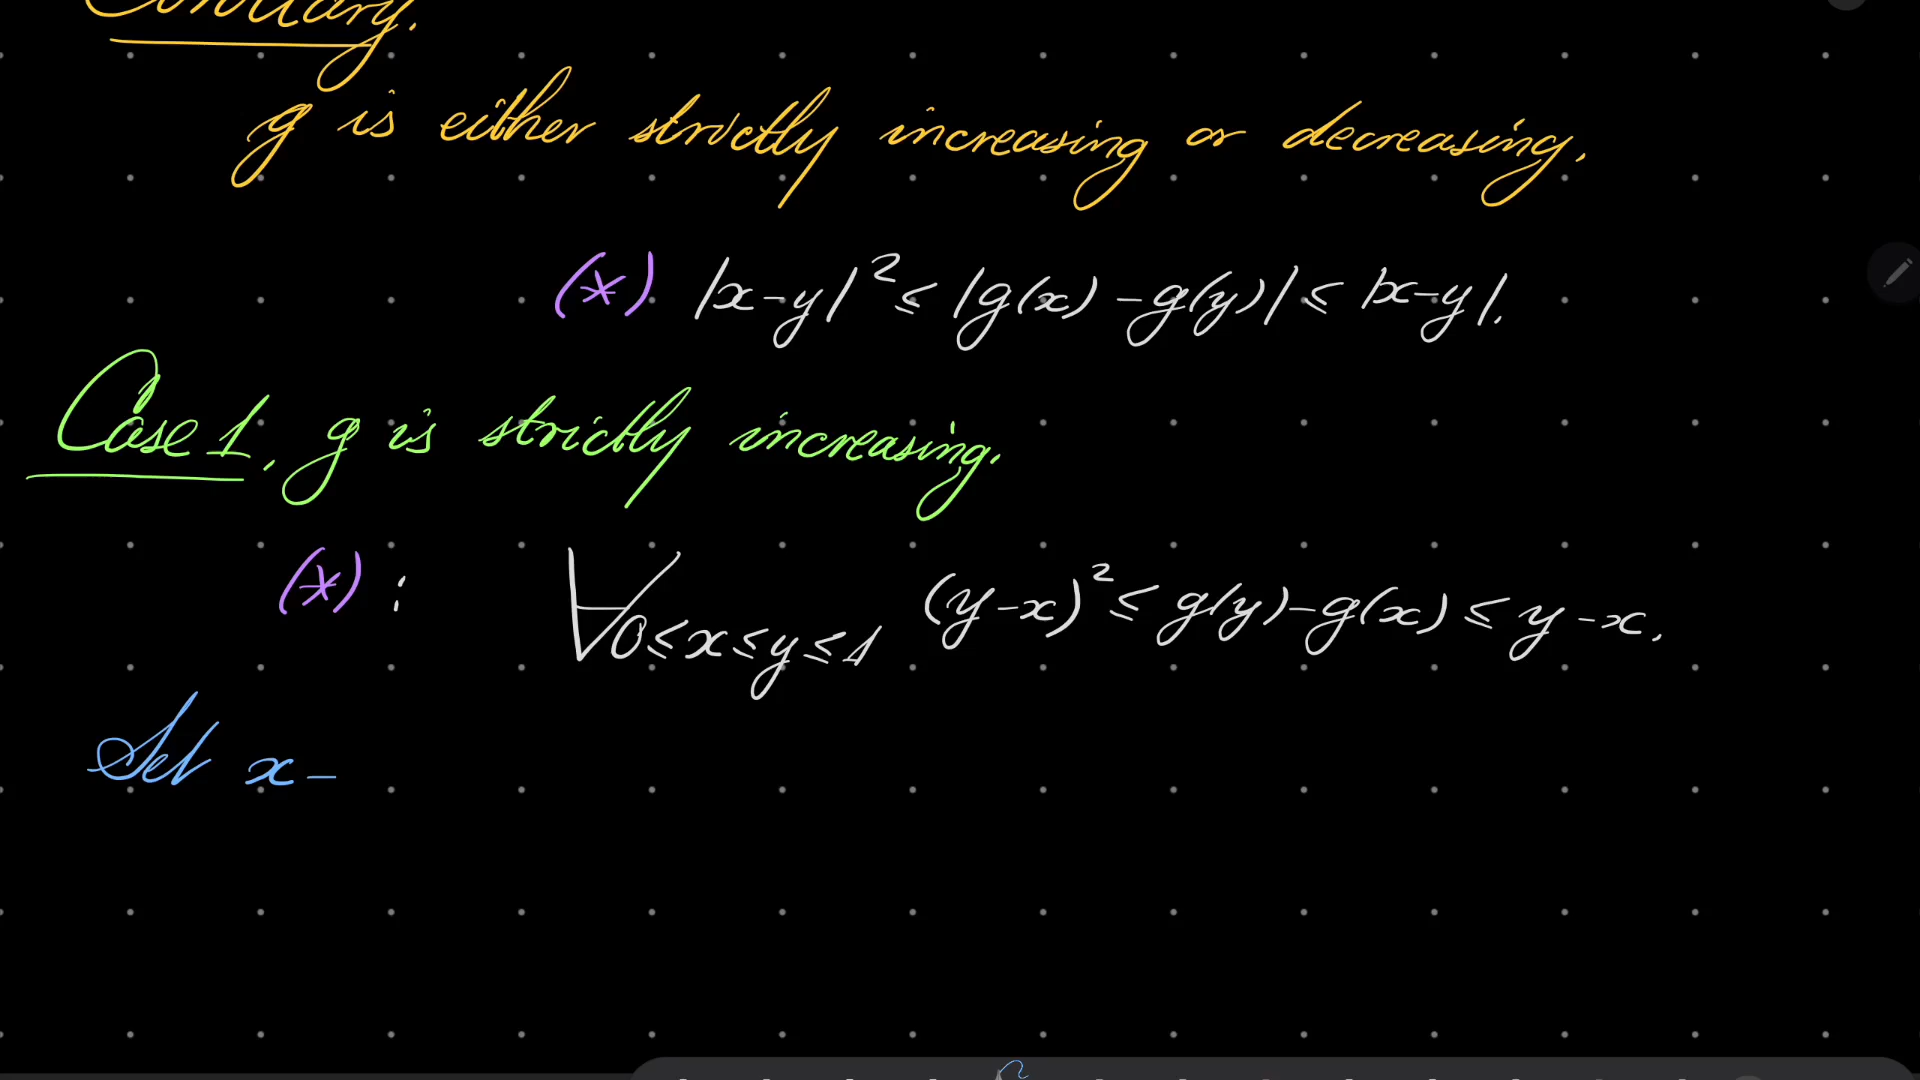 Corollary.
g is either strictly increasing or decreasing.
(*) |x-y|² ≤ |g(x) - g(y)| ≤ |x-y|.
Case 1. g is strictly increasing.
(*) : ∀0≤x≤y≤1 (y-x)² ≤ g(y) - g(x) ≤ y - x.
Set x -